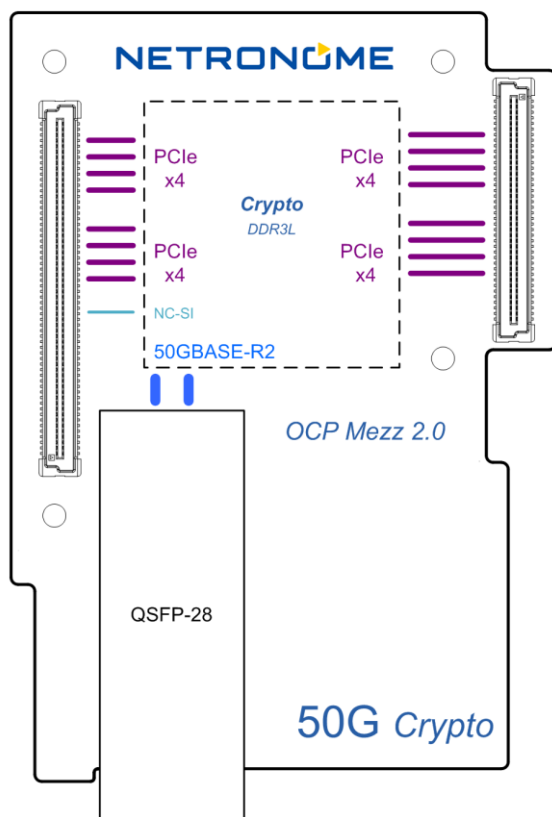 NETRONOME
PCIe
x4
PCIe
x4
Crypto
DDR3L
PCIe
x4
PCIe
x4
NC-SI
50GBASE-R2
OCP Mezz 2.0
QSFP-28
50G Crypto